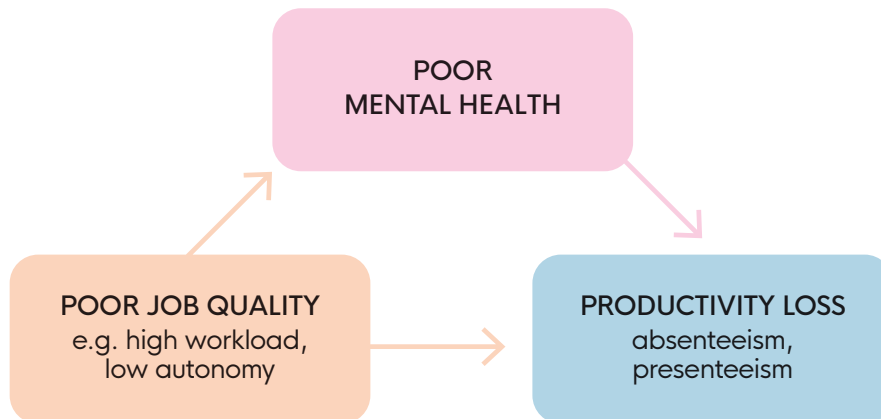 POOR
MENTAL HEALTH
POOR JOB QUALITY
e.g. high workload,
low autonomy
PRODUCTIVITY LOSS
absenteeism,
presenteeism